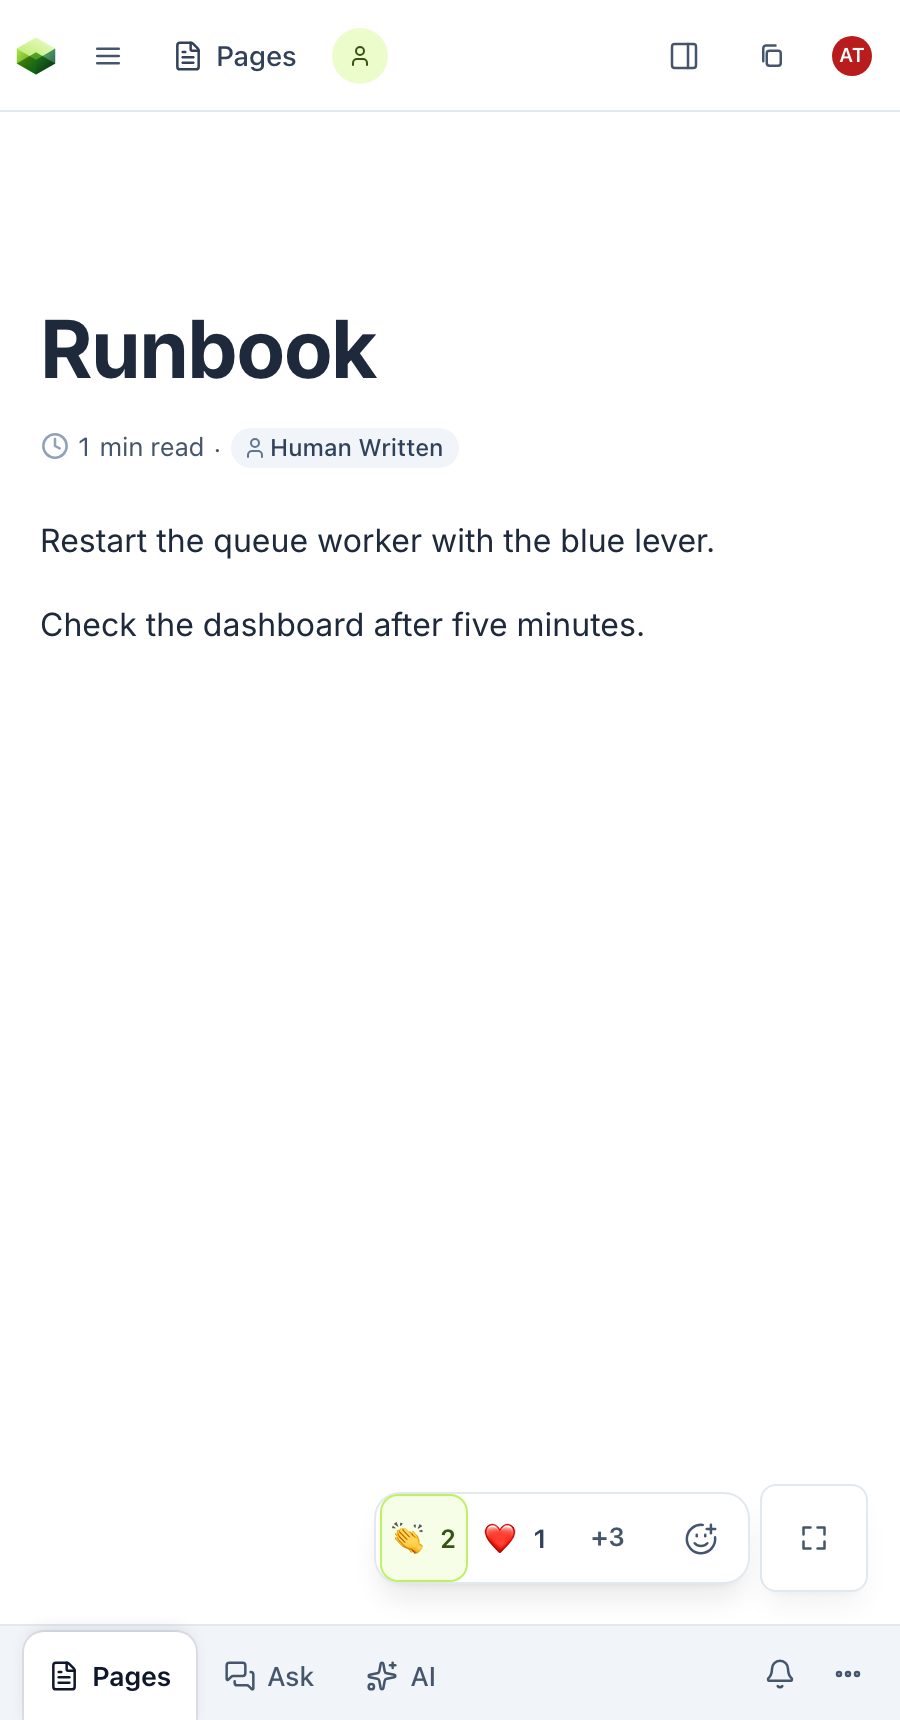 Pages
AT
Runbook
1 min read · Human Written
Restart the queue worker with the blue lever.
Check the dashboard after five minutes.
👏 2 ❤️ 1 +3
Pages Ask AI